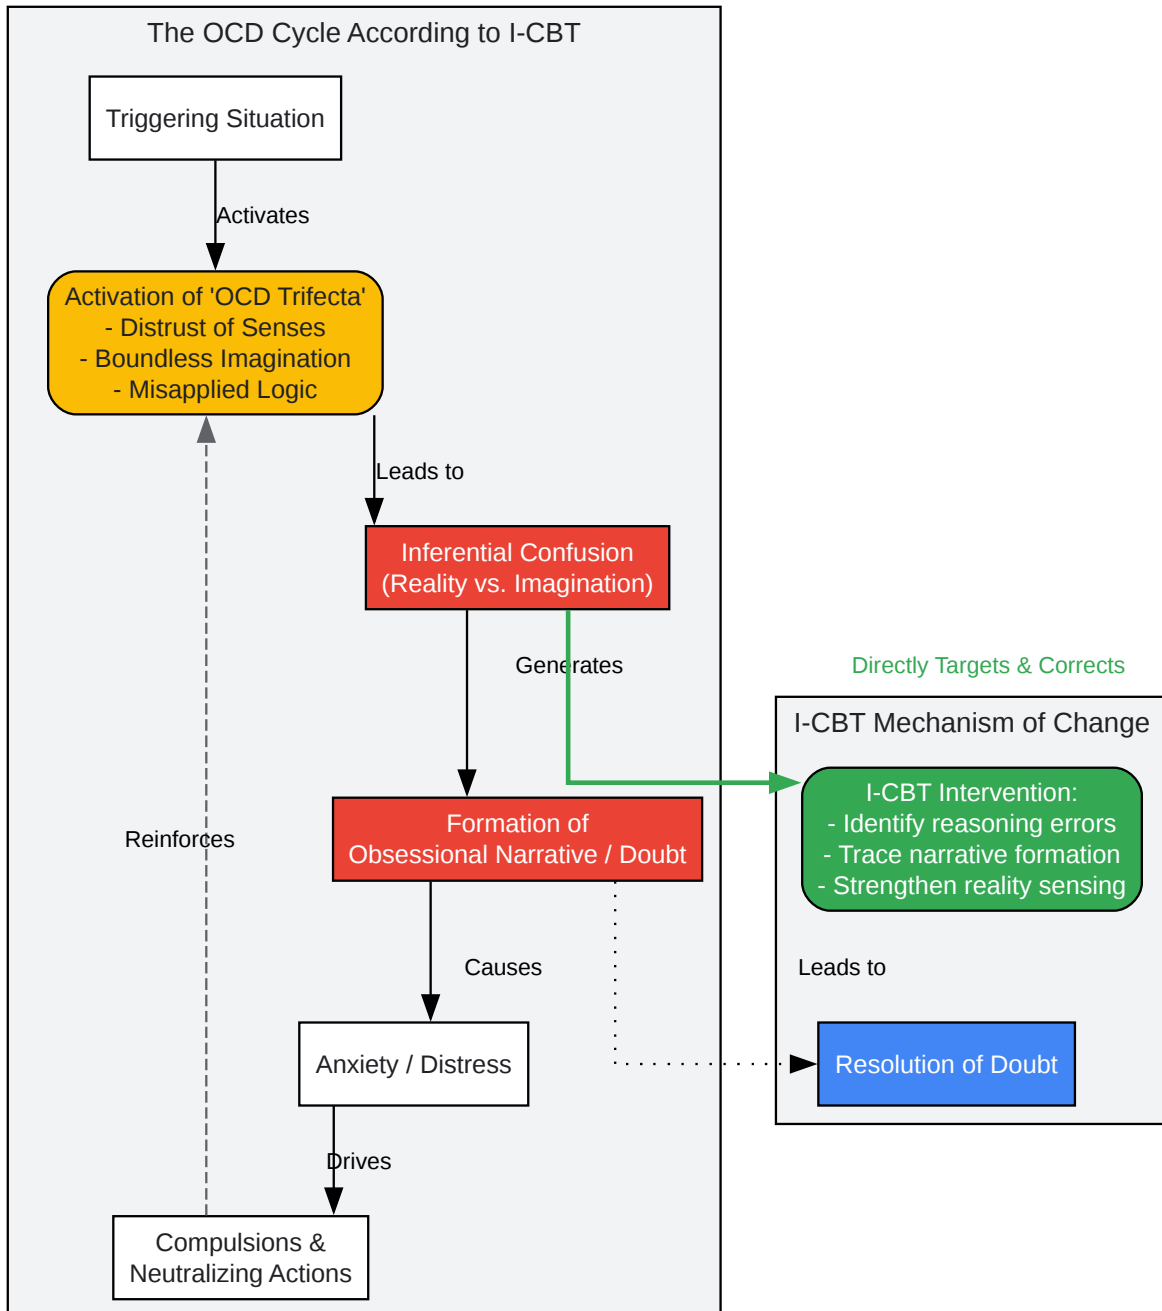 The OCD Cycle According to I-CBT
Triggering Situation
Activates
Activation of 'OCD Trifecta'
- Distrust of Senses
- Boundless Imagination
- Misapplied Logic
Leads to
Inferential Confusion
(Reality vs. Imagination)
Generates
Directly Targets & Corrects
I-CBT Mechanism of Change
I-CBT Intervention:
- Identify reasoning errors
- Trace narrative formation
- Strengthen reality sensing
Formation of
Obsessional Narrative / Doubt
Reinforces
Causes
Leads to
Anxiety / Distress
Resolution of Doubt
Drives
Compulsions &
Neutralizing Actions